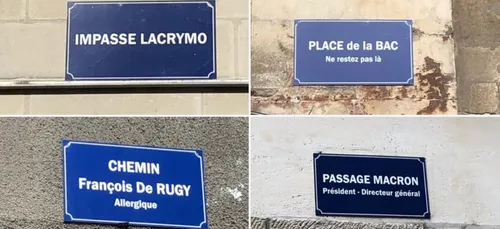 IMPASSE LACRYMO
PLACE de la BAC
Ne restez pas là
CHEMIN
François De RUGY
Allergique
PASSAGE MACRON
Président - Directeur général